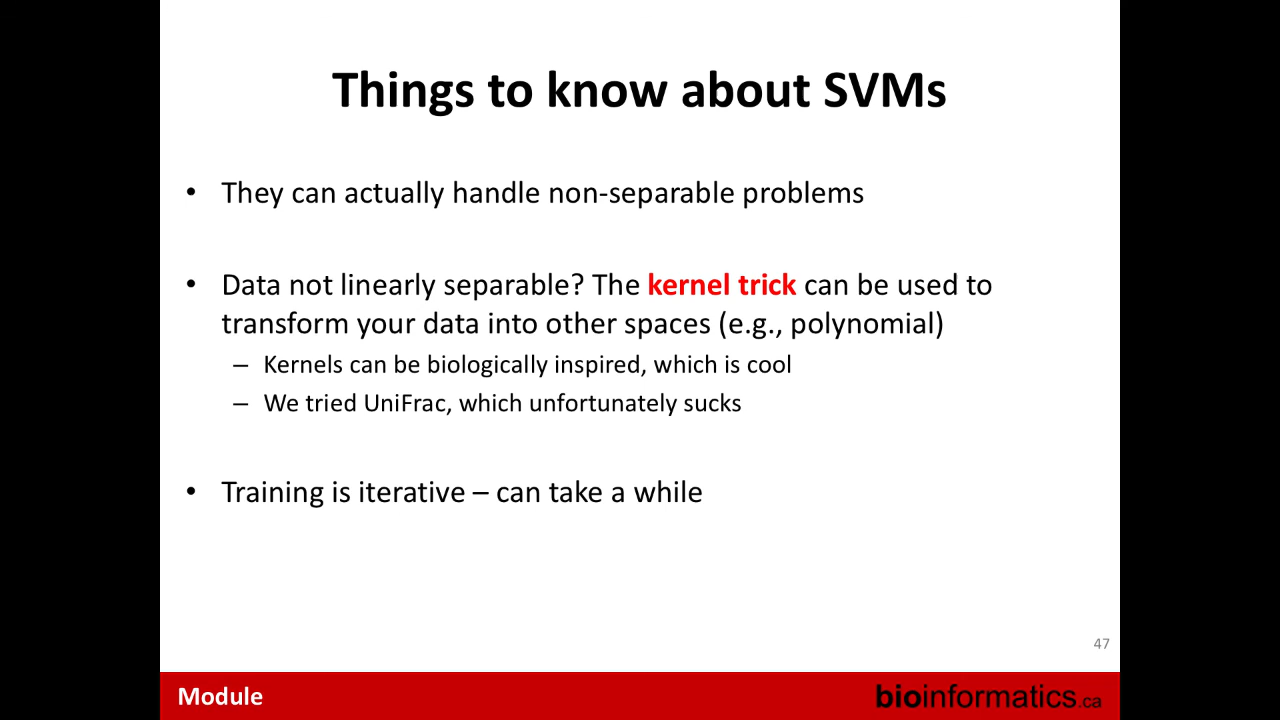 Things to know about SVMs
• They can actually handle non-separable problems
• Data not linearly separable? The kernel trick can be used to
transform your data into other spaces (e.g., polynomial)
– Kernels can be biologically inspired, which is cool
– We tried UniFrac, which unfortunately sucks
• Training is iterative – can take a while
47
Module
bioinformatics.ca